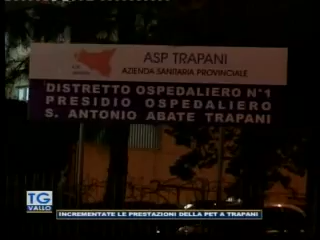 ASP TRAPANI
AZIENDA SANITARIA PROVINCIALE
DISTRETTO OSPEDALIERO N°1
PRESIDIO OSPEDALIERO
S. ANTONIO ABATE TRAPANI
TG
VALLO
INCREMENTATE LE PRESTAZIONI DELLA PET A TRAPANI